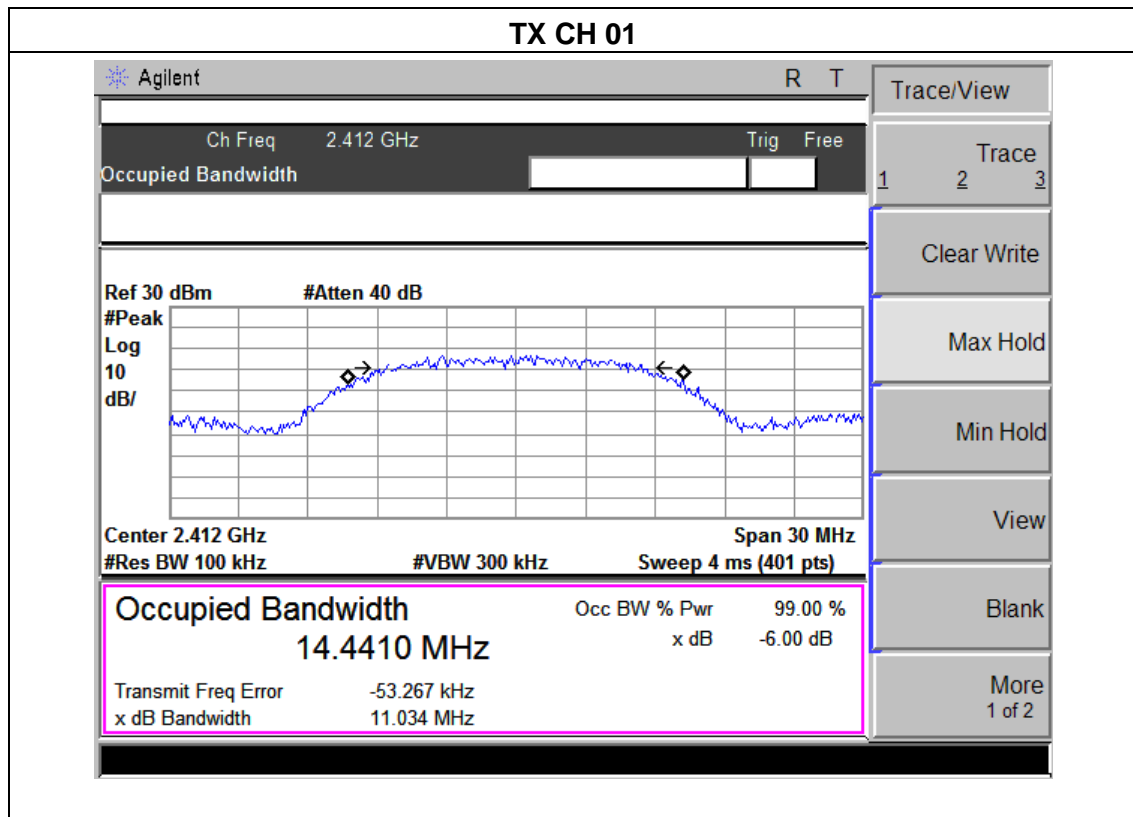 TX CH 01
Agilent R T
Ch Freq 2.412 GHz Trig Free
Occupied Bandwidth
Ref 30 dBm #Atten 40 dB
#Peak
Log
10
dB/
Center 2.412 GHz Span 30 MHz
#Res BW 100 kHz #VBW 300 kHz Sweep 4 ms (401 pts)
Occupied Bandwidth Occ BW % Pwr 99.00 %
14.4410 MHz x dB -6.00 dB
Transmit Freq Error -53.267 kHz
x dB Bandwidth 11.034 MHz
Trace/View
Trace
1 2 3
Clear Write
Max Hold
Min Hold
View
Blank
More
1 of 2